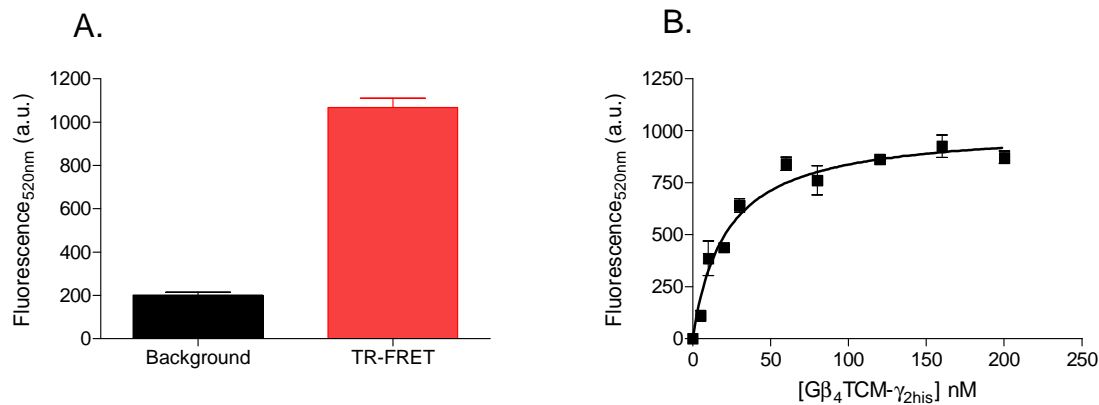 A.
Fluorescence520nm (a.u.)
1200
1000
800
600
400
200
0
Background
TR-FRET
B.
Fluorescence520nm (a.u.)
1250
1000
750
500
250
0
0
50
100
150
200
250
[Gβ4TCM-γ2his] nM